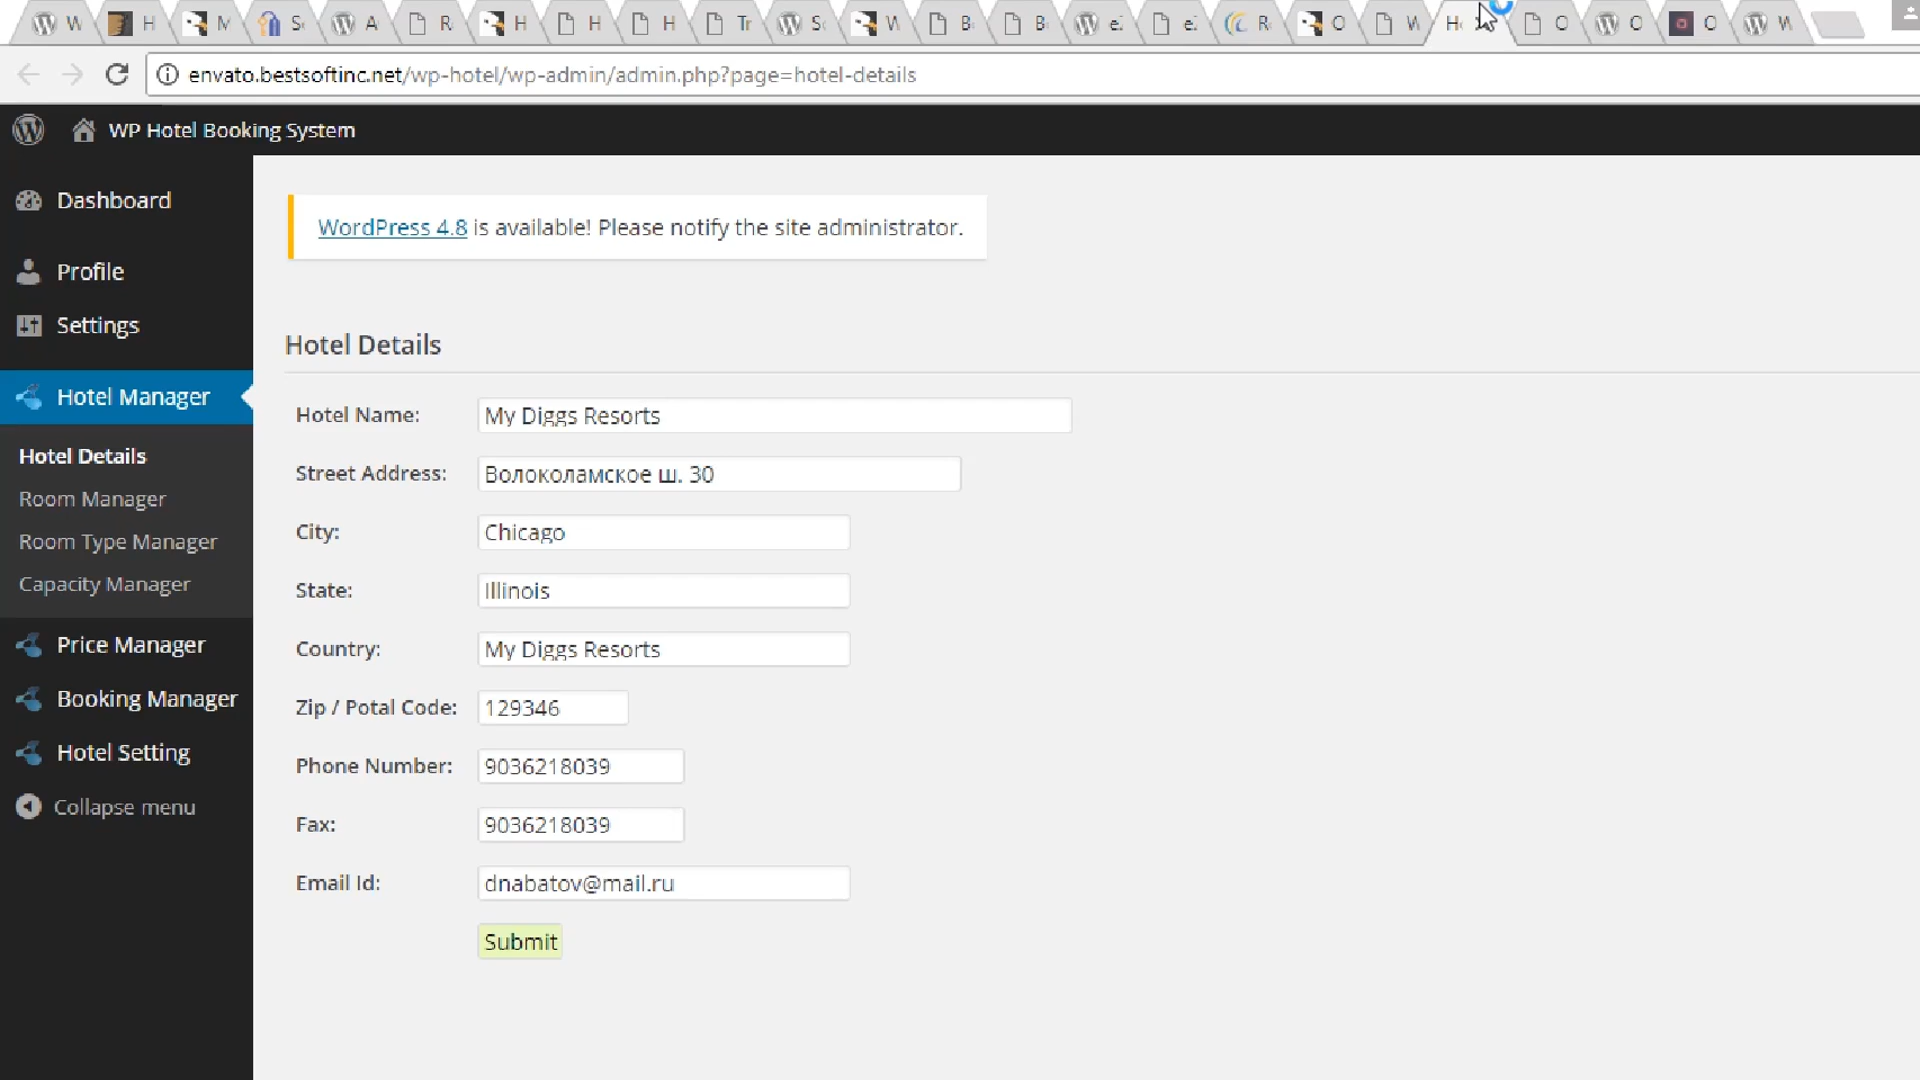 W H M S A R H H H Tr S W B B e e R O W H O O O W
envato.bestsoftinc.net/wp-hotel/wp-admin/admin.php?page=hotel-details
WP Hotel Booking System
Dashboard
Profile
Settings
Hotel Manager
Hotel Details
Room Manager
Room Type Manager
Capacity Manager
Price Manager
Booking Manager
Hotel Setting
Collapse menu
WordPress 4.8 is available! Please notify the site administrator.
Hotel Details
Hotel Name: My Diggs Resorts
Street Address: Волоколамское ш. 30
City: Chicago
State: Illinois
Country: My Diggs Resorts
Zip / Potal Code: 129346
Phone Number: 9036218039
Fax: 9036218039
Email Id: dnabatov@mail.ru
Submit